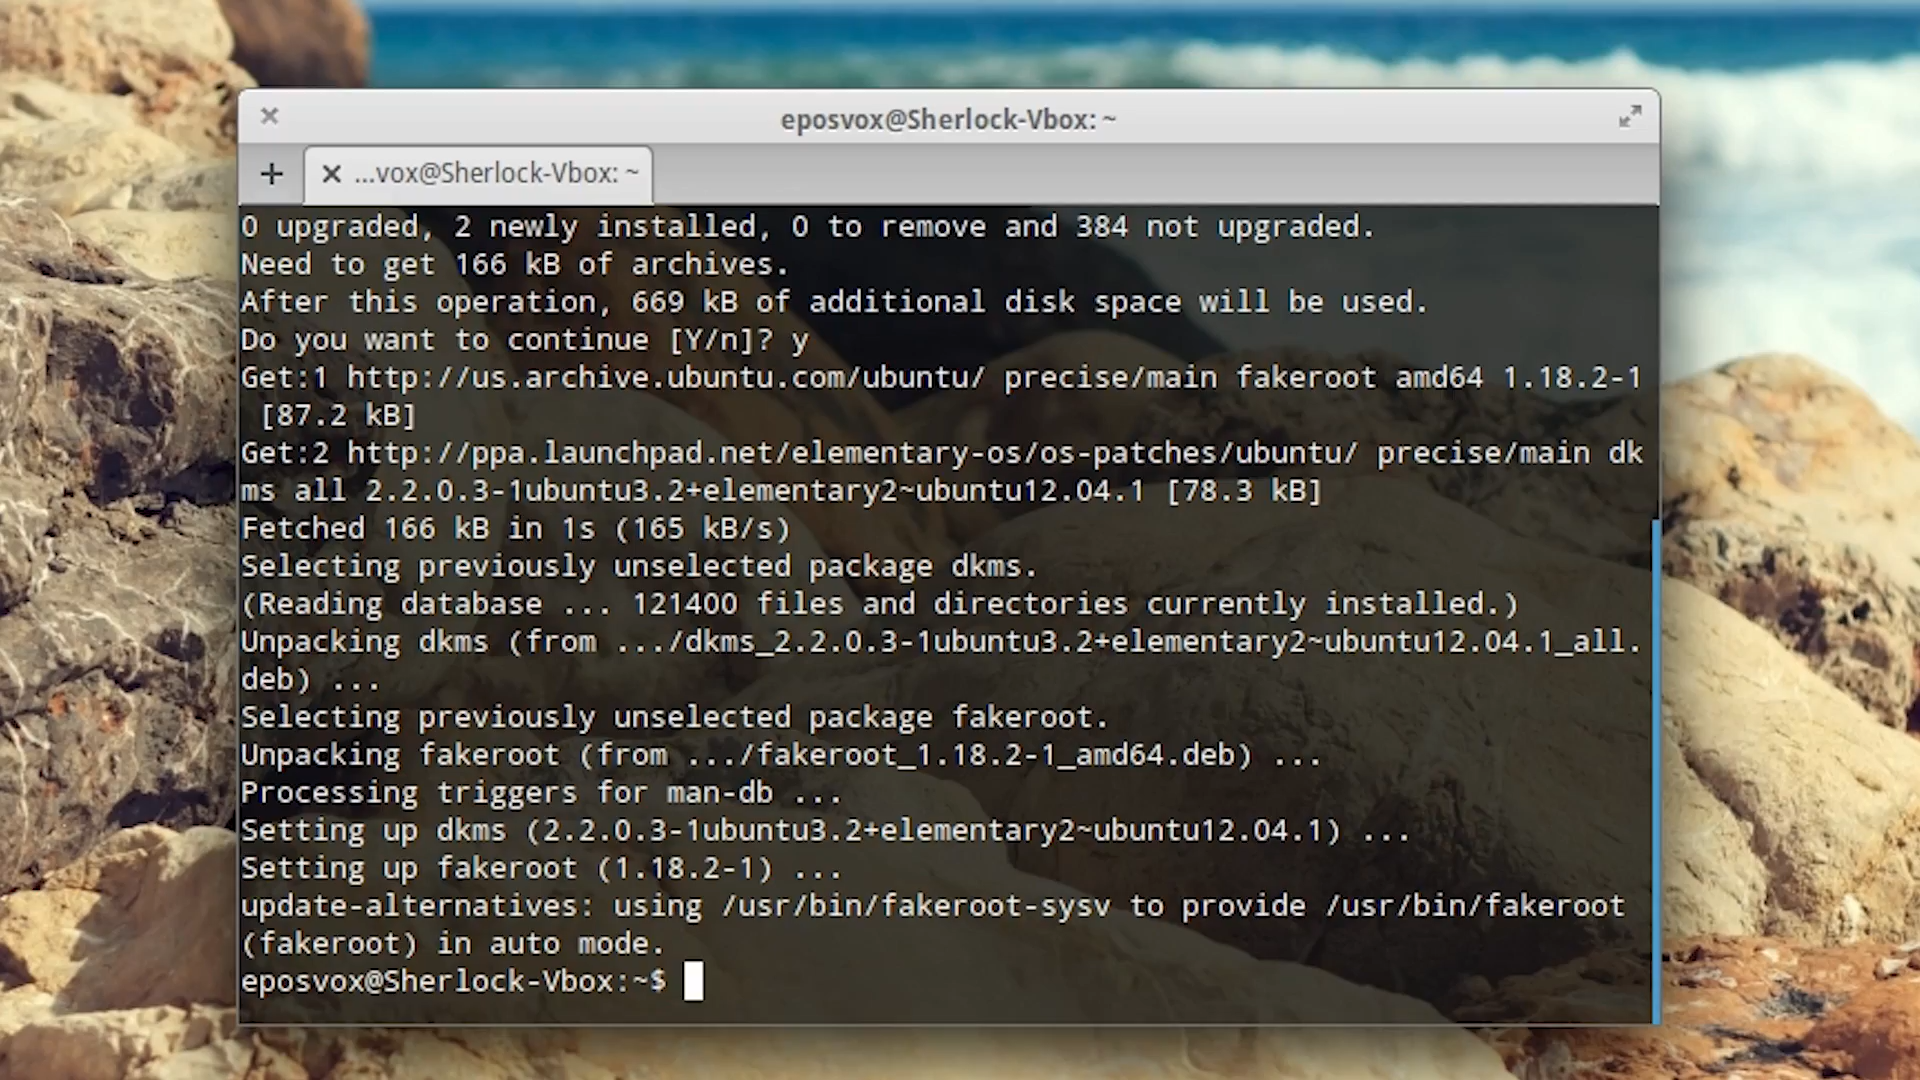 eposvox@Sherlock-Vbox: ~
...vox@Sherlock-Vbox: ~
0 upgraded, 2 newly installed, 0 to remove and 384 not upgraded.
Need to get 166 kB of archives.
After this operation, 669 kB of additional disk space will be used.
Do you want to continue [Y/n]? y
Get:1 http://us.archive.ubuntu.com/ubuntu/ precise/main fakeroot amd64 1.18.2-1
[87.2 kB]
Get:2 http://ppa.launchpad.net/elementary-os/os-patches/ubuntu/ precise/main dk
ms all 2.2.0.3-1ubuntu3.2+elementary2~ubuntu12.04.1 [78.3 kB]
Fetched 166 kB in 1s (165 kB/s)
Selecting previously unselected package dkms.
(Reading database ... 121400 files and directories currently installed.)
Unpacking dkms (from .../dkms_2.2.0.3-1ubuntu3.2+elementary2~ubuntu12.04.1_all.
deb) ...
Selecting previously unselected package fakeroot.
Unpacking fakeroot (from .../fakeroot_1.18.2-1_amd64.deb) ...
Processing triggers for man-db ...
Setting up dkms (2.2.0.3-1ubuntu3.2+elementary2~ubuntu12.04.1) ...
Setting up fakeroot (1.18.2-1) ...
update-alternatives: using /usr/bin/fakeroot-sysv to provide /usr/bin/fakeroot
(fakeroot) in auto mode.
eposvox@Sherlock-Vbox:~$